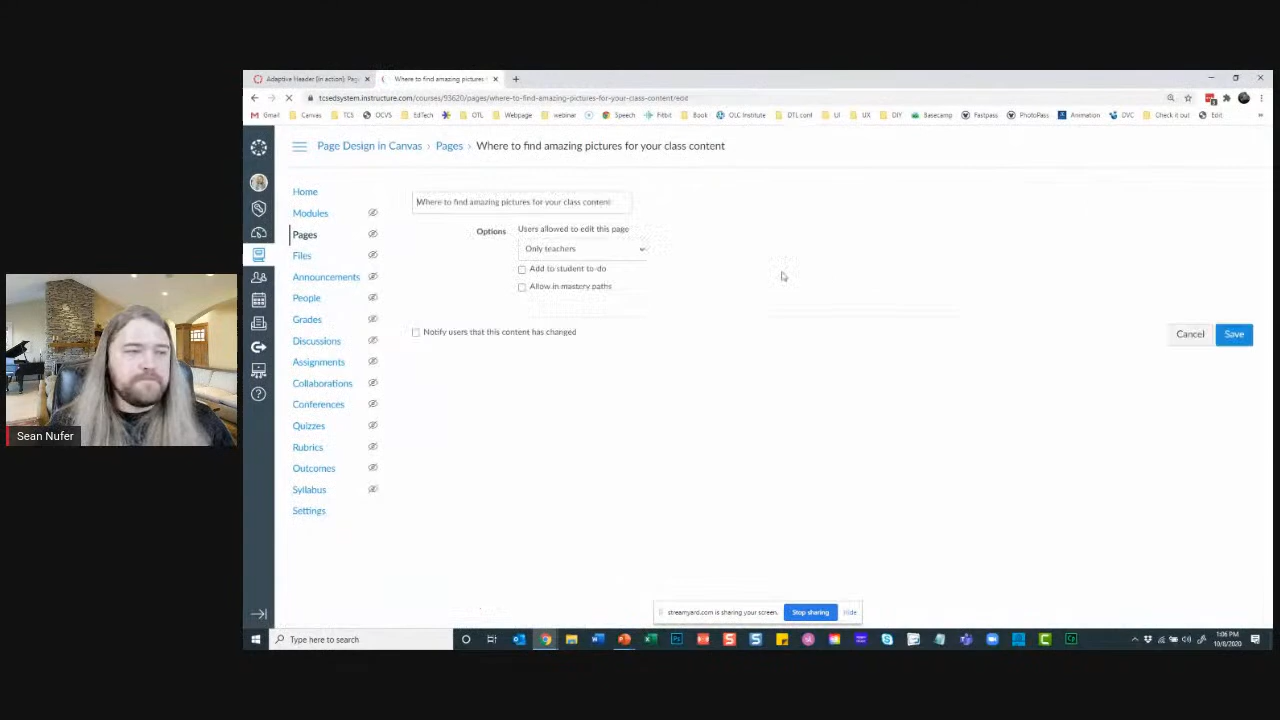 Adaptive Header (in action): Pag
Where to find amazing pictures
tcsedsystem.instructure.com/courses/93620/pages/where-to-find-amazing-pictures-for-your-class-content/edit
Gmail Canvas TCS OCVS EdTech OTL Webpage webinar Speech Fitbit Book OLC Institute DTL conf UI UX DIY Basecamp Fastpass PhotoPass Animation OVC Check it out Edit
Page Design in Canvas › Pages › Where to find amazing pictures for your class content
Home
Modules
Pages
Files
Announcements
People
Grades
Discussions
Assignments
Collaborations
Conferences
Quizzes
Rubrics
Outcomes
Syllabus
Settings
Where to find amazing pictures for your class content
Options
Users allowed to edit this page
Only teachers
Add to student to-do
Allow in mastery paths
Notify users that this content has changed
Cancel
Save
Sean Nufer
streamyard.com is sharing your screen.
Stop sharing
Hide
Type here to search
1:06 PM
10/8/2020